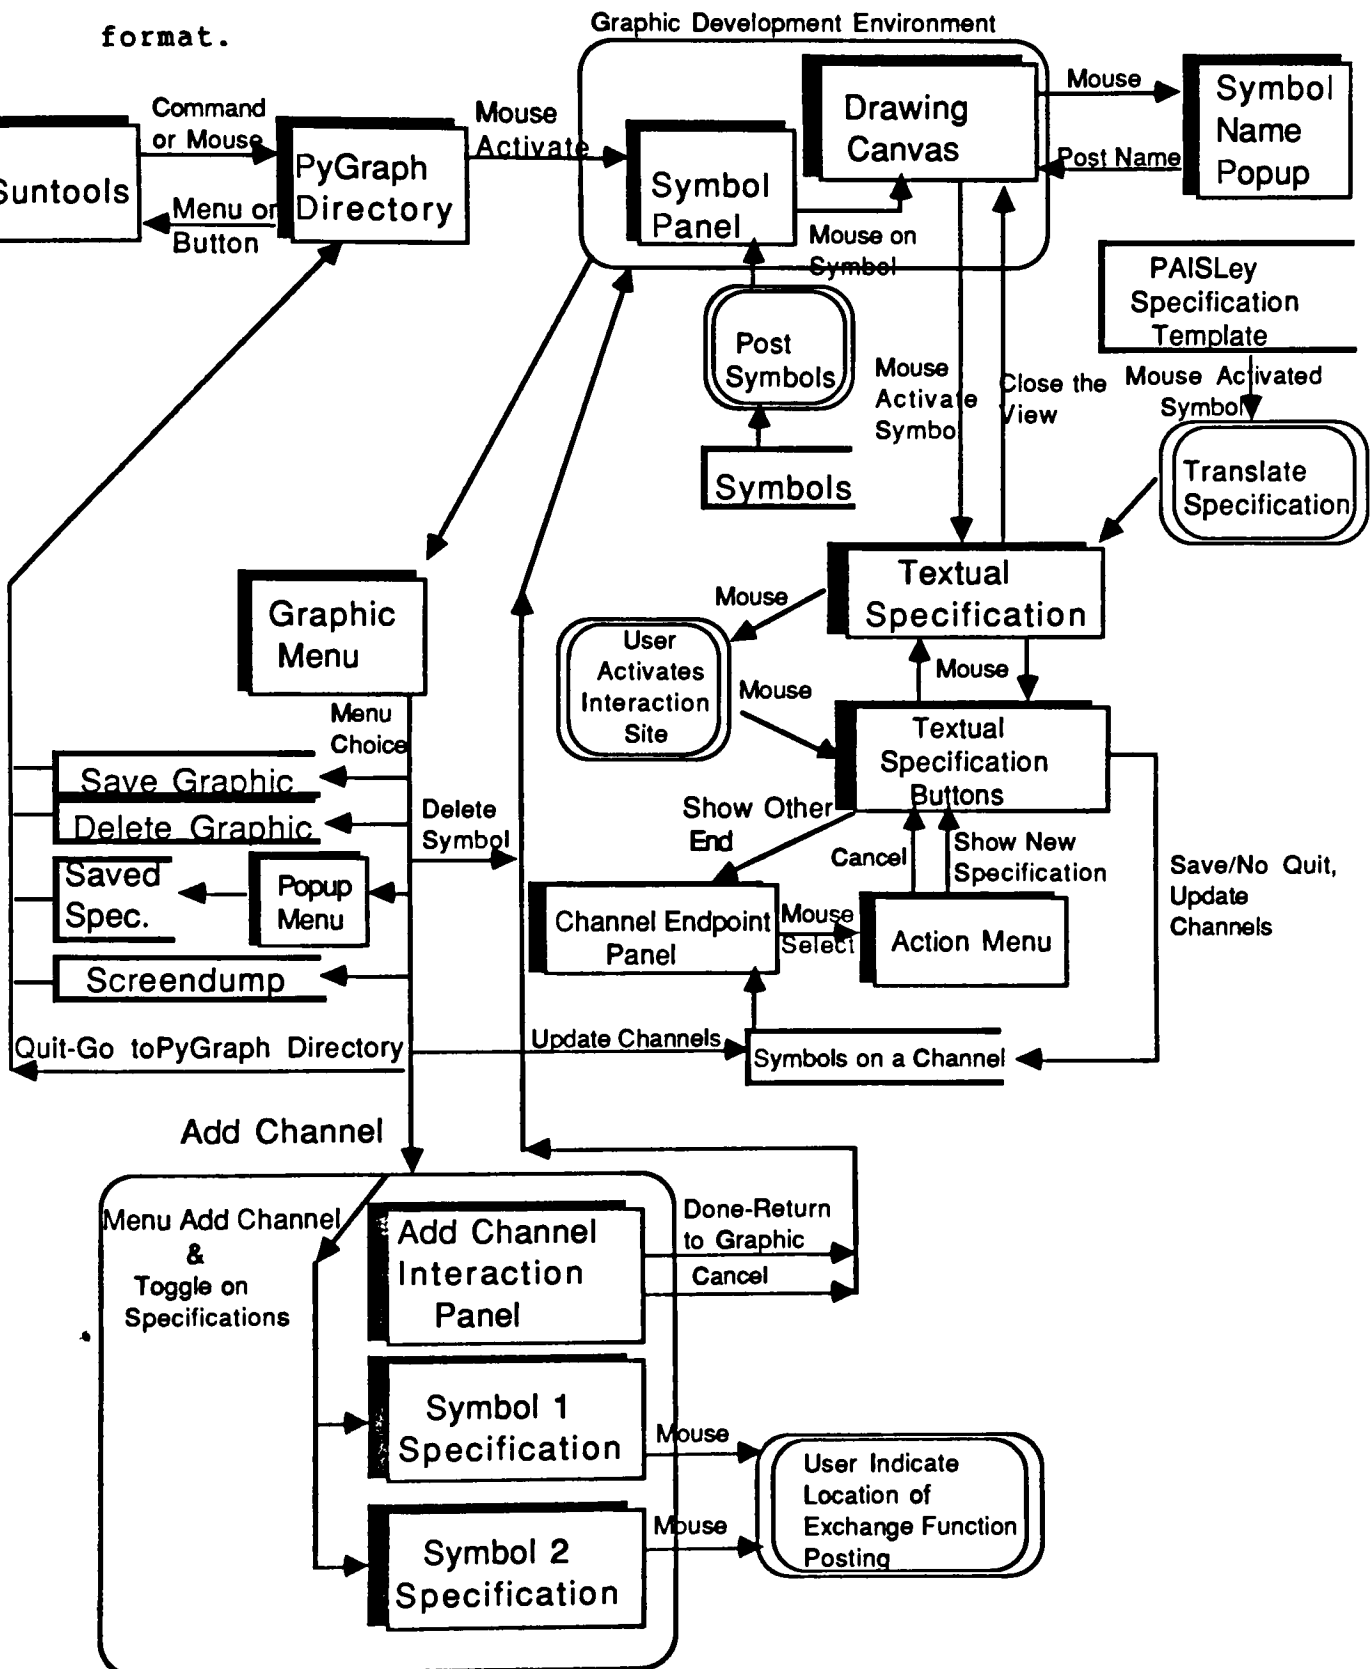 format.
Graphic Development Environment
Suntools
Command
or Mouse
Menu or
Button
PyGraph
Directory
Mouse
Activate
Symbol
Panel
Drawing
Canvas
Mouse on
Symbol
Mouse
Post Name
Symbol
Name
Popup
Post
Symbols
Symbols
PAISLey
Specification
Template
Mouse Activated
Symbol
Translate
Specification
Mouse
Activate
Symbol
Close the
View
Textual
Specification
Mouse
User
Activates
Interaction
Site
Mouse
Mouse
Textual
Specification
Buttons
Graphic
Menu
Menu
Choice
Save Graphic
Delete Graphic
Saved
Spec.
Popup
Menu
Screendump
Delete
Symbol
Show Other
End
Cancel
Show New
Specification
Save/No Quit,
Update
Channels
Channel Endpoint
Panel
Mouse
Select
Action Menu
Quit-Go toPyGraph Directory
Update Channels
Symbols on a Channel
Add Channel
Menu Add Channel
&
Toggle on
Specifications
Add Channel
Interaction
Panel
Done-Return
to Graphic
Cancel
Symbol 1
Specification
Mouse
Symbol 2
Specification
Mouse
User Indicate
Location of
Exchange Function
Posting